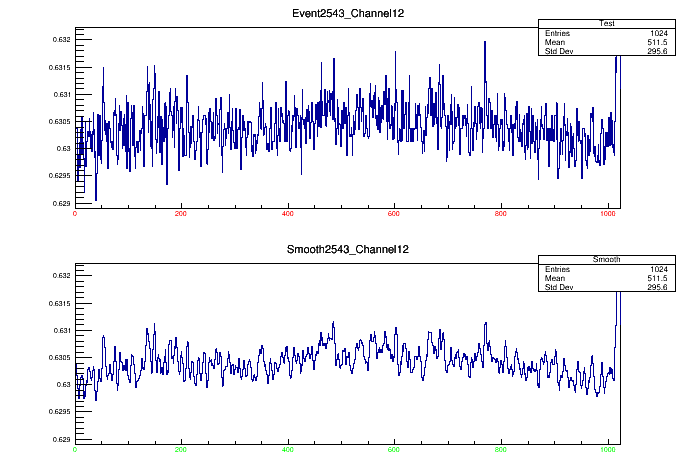 Event2543_Channel12
Test
Entries 1024
Mean 511.5
Std Dev 295.6
0.632
0.6315
0.631
0.6305
0.63
0.6295
0.629
0 200 400 600 800 1000
Smooth2543_Channel12
Smooth
Entries 1024
Mean 511.5
Std Dev 295.6
0.632
0.6315
0.631
0.6305
0.63
0.6295
0.629
0 200 400 600 800 1000